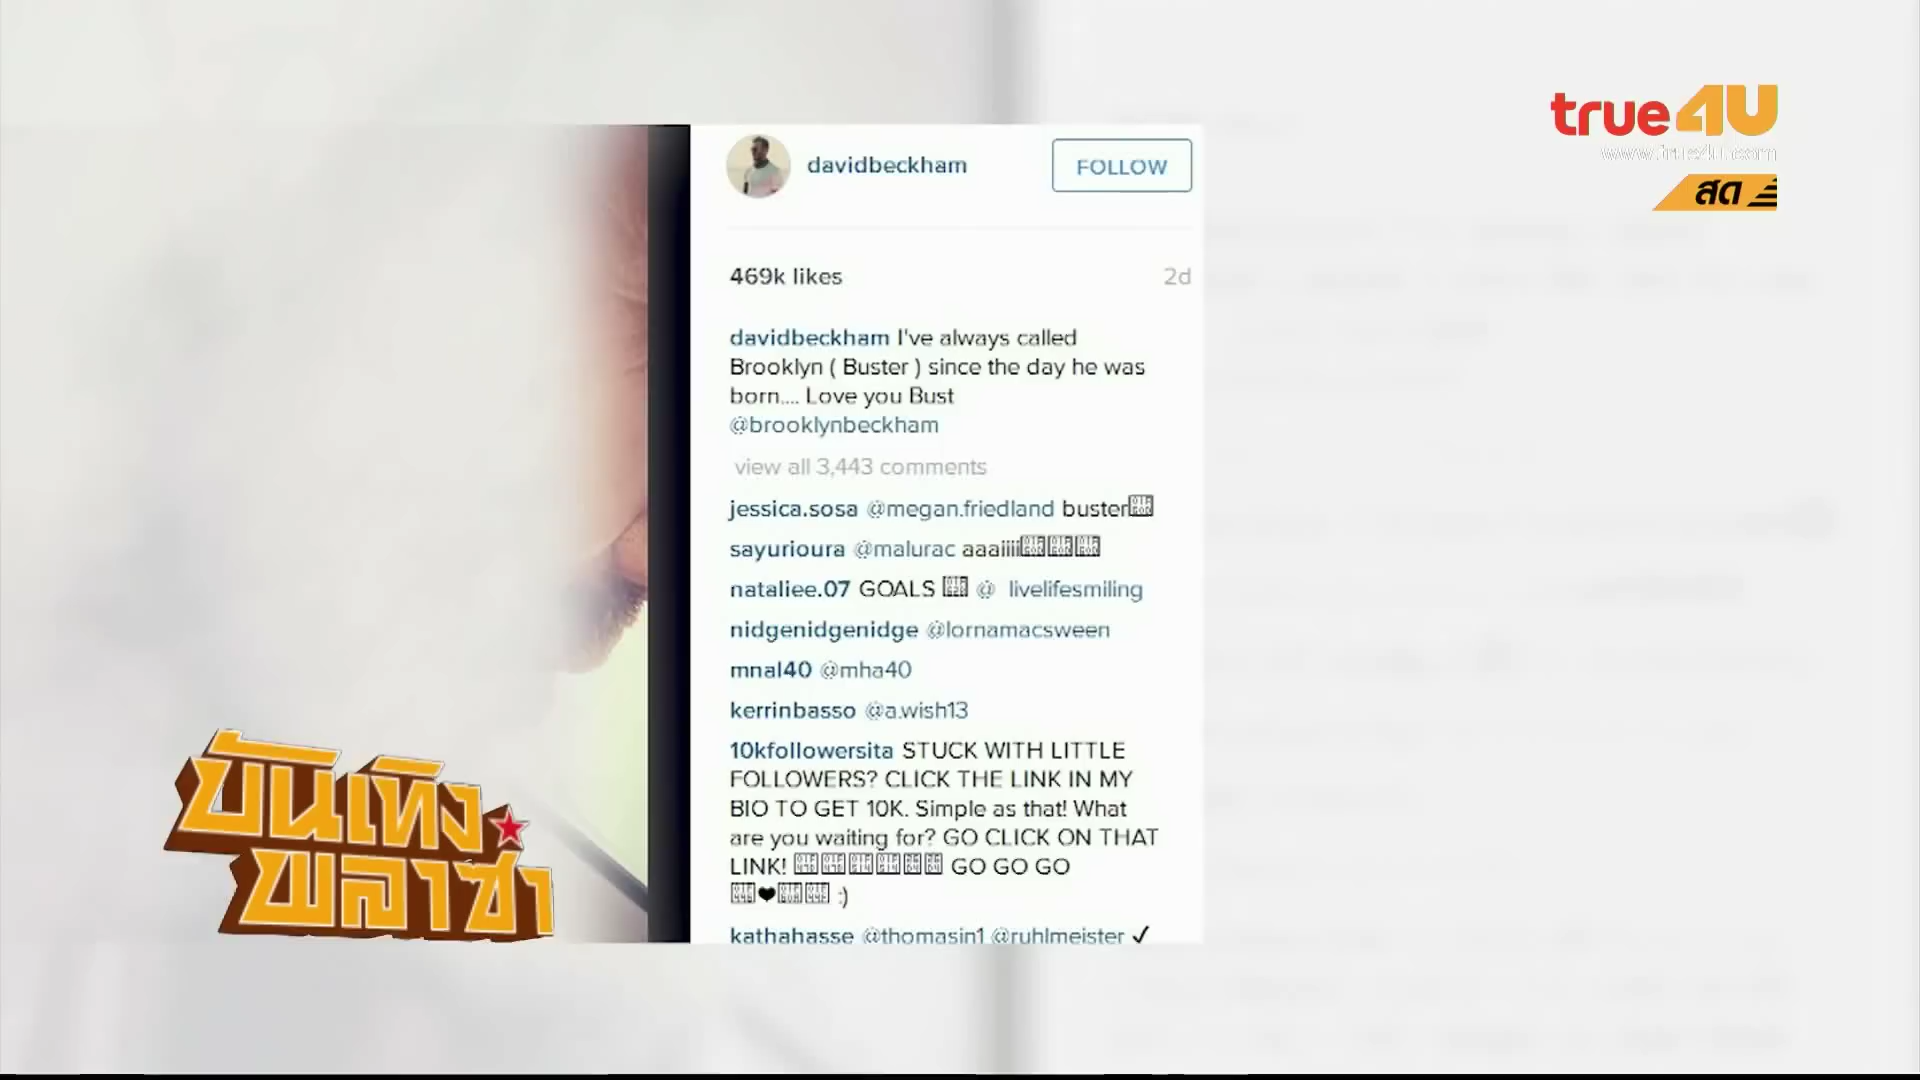 true4U
www.true4u.com
สด
davidbeckham
FOLLOW
469k likes
2d
davidbeckham I've always called
Brooklyn ( Buster ) since the day he was
born.... Love you Bust
@brooklynbeckham
view all 3,443 comments
jessica.sosa @megan.friedland buster
sayurioura @malurac aaaiiii
nataliee.07 GOALS @ livelifesmiling
nidgenidgenidge @lornamacsween
mnal40 @mha40
kerrinbasso @a.wish13
10kfollowersita STUCK WITH LITTLE
FOLLOWERS? CLICK THE LINK IN MY
BIO TO GET 10K. Simple as that! What
are you waiting for? GO CLICK ON THAT
LINK! GO GO GO
❤ :)
kathahasse @thomasin1 @ruhlmeister ✓
บันเทิง
พลาซ่า